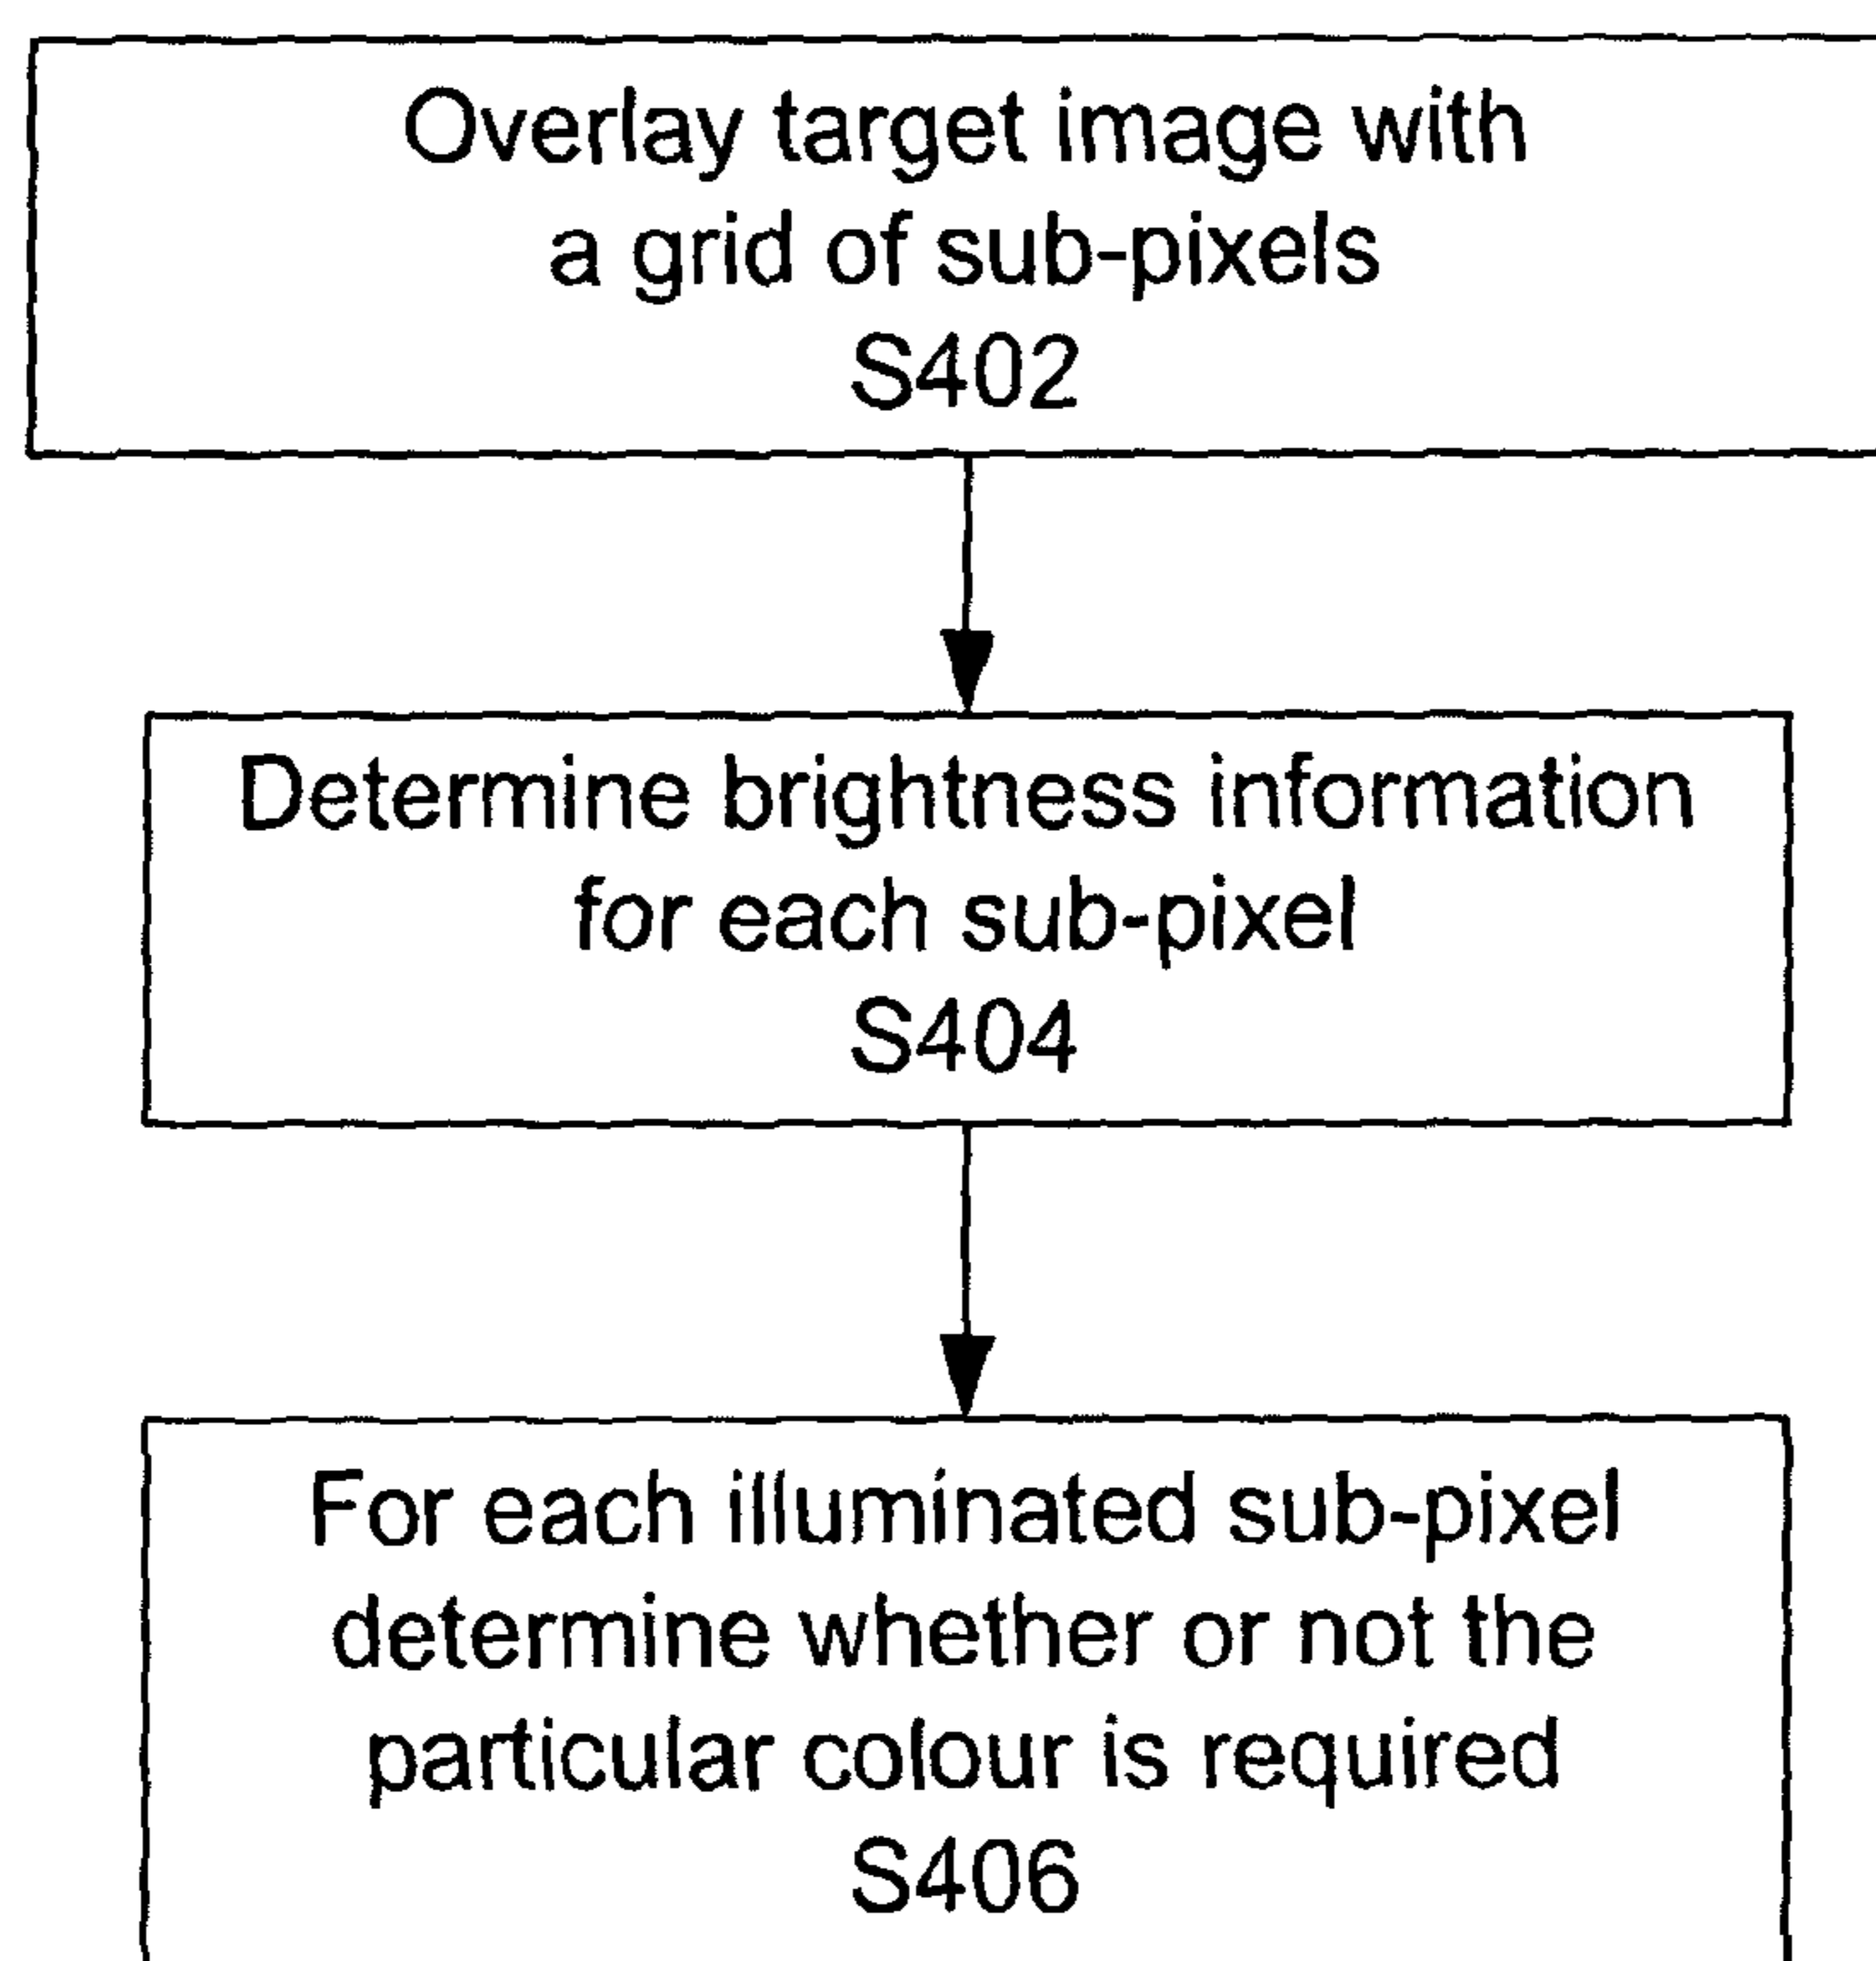 Overlay target image with
a grid of sub-pixels
S402
Determine brightness information
for each sub-pixel
S404
For each illuminated sub-pixel
determine whether or not the
particular colour is required
S406